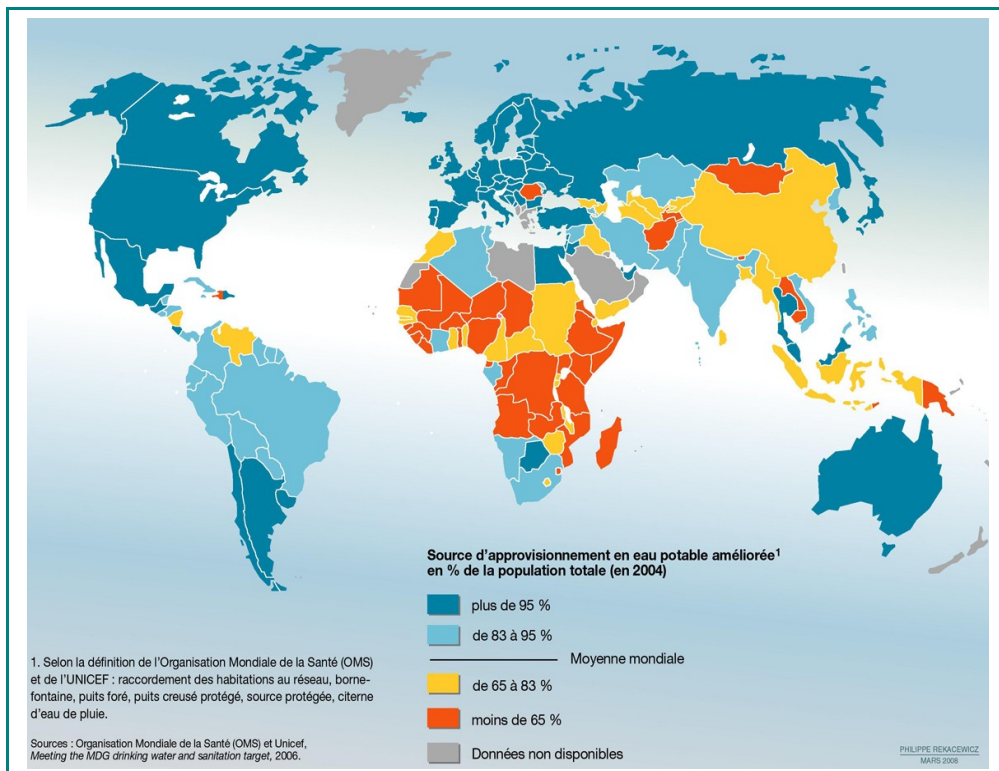 Source d'approvisionnement en eau potable améliorée¹
en % de la population totale (en 2004)
plus de 95 %
de 83 à 95 %
Moyenne mondiale
de 65 à 83 %
moins de 65 %
Données non disponibles
1. Selon la définition de l'Organisation Mondiale de la Santé (OMS)
et de l'UNICEF : raccordement des habitations au réseau, borne-
fontaine, puits foré, puits creusé protégé, source protégée, citerne
d'eau de pluie.
Sources : Organisation Mondiale de la Santé (OMS) et Unicef,
Meeting the MDG drinking water and sanitation target, 2006.
PHILIPPE REKACEWICZ
MARS 2008